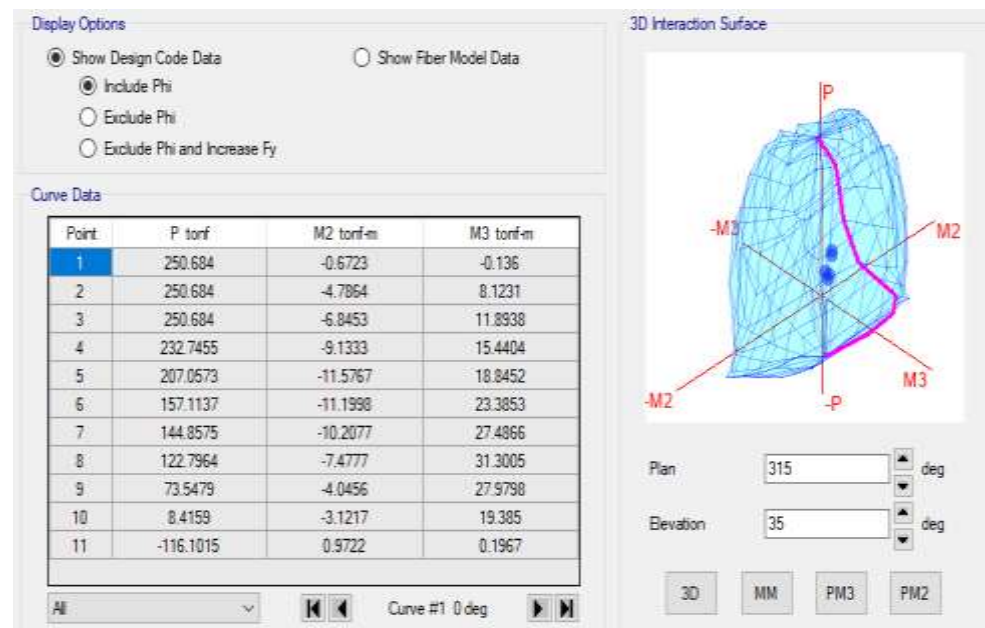 Display Options
Show Design Code Data Show Fiber Model Data
Include Phi
Exclude Phi
Exclude Phi and Increase Fy
Curve Data
Point P tonf M2 tonf-m M3 tonf-m
1 250.684 -0.6723 -0.136
2 250.684 -4.7864 8.1231
3 250.684 -6.8453 11.8938
4 232.7455 -9.1333 15.4404
5 207.0573 -11.5767 18.8452
6 157.1137 -11.1998 23.3853
7 144.8575 -10.2077 27.4866
8 122.7964 -7.4777 31.3005
9 73.5479 -4.0456 27.9798
10 8.4159 -3.1217 19.385
11 -116.1015 0.9722 0.1967
All Curve #1 0 deg
3D Interaction Surface
P
-M3 M2
M3
-M2 -P
Plan 315 deg
Elevation 35 deg
3D MM PM3 PM2